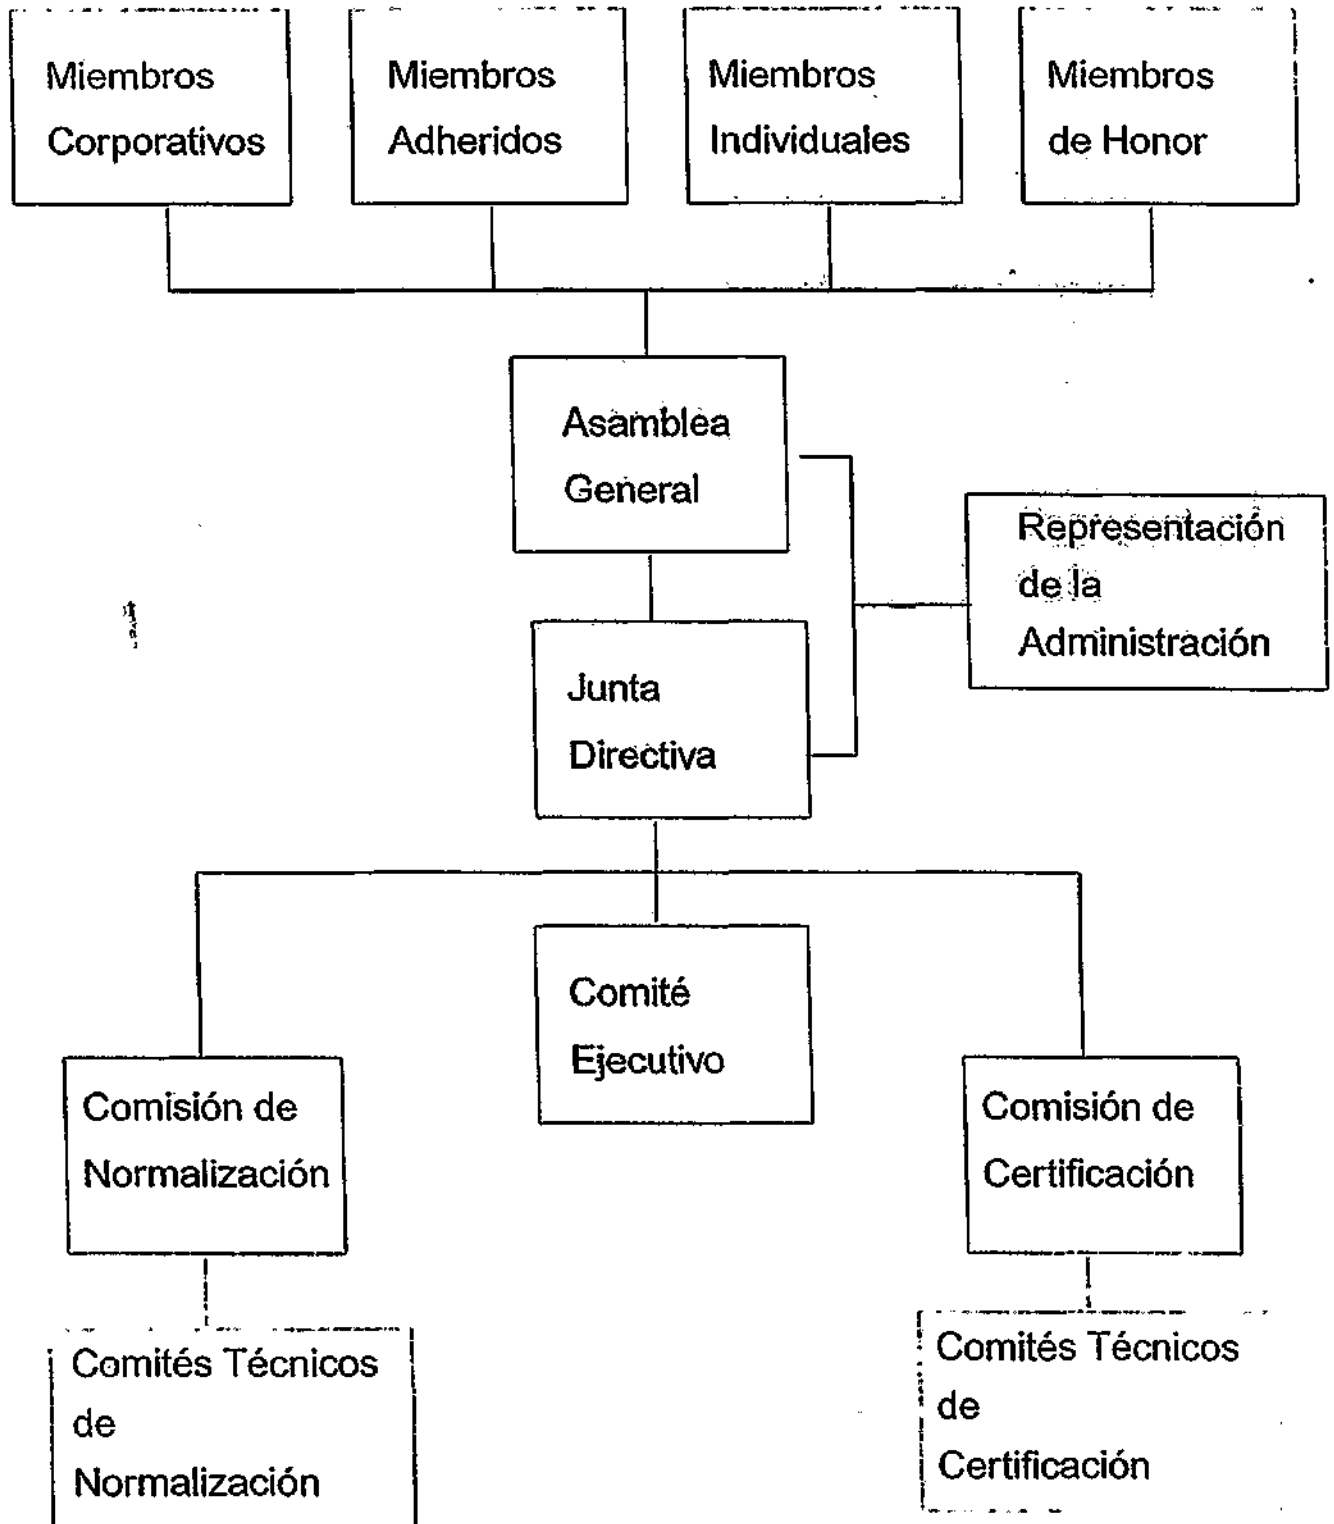 Miembros
Corporativos
Miembros
Adheridos
Miembros
Individuales
Miembros
de Honor
Asamblea
General
Representación
de la
Administración
Junta
Directiva
Comité
Ejecutivo
Comisión de
Normalización
Comisión de
Certificación
Comités Técnicos
de
Normalización
Comités Técnicos
de
Certificación